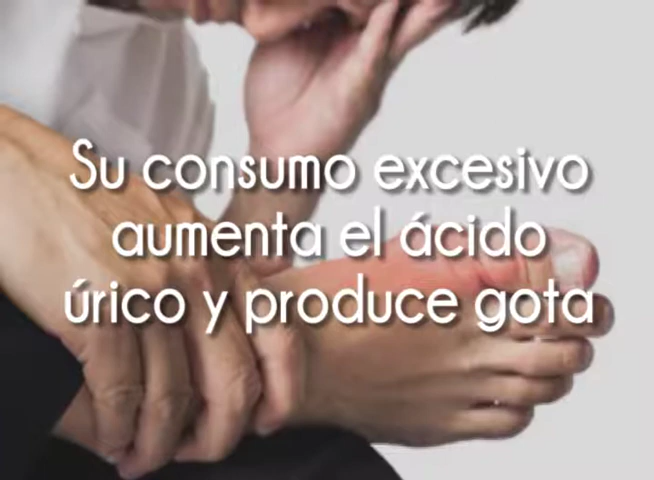 Su consumo excesivo
aumenta el ácido
úrico y produce gota